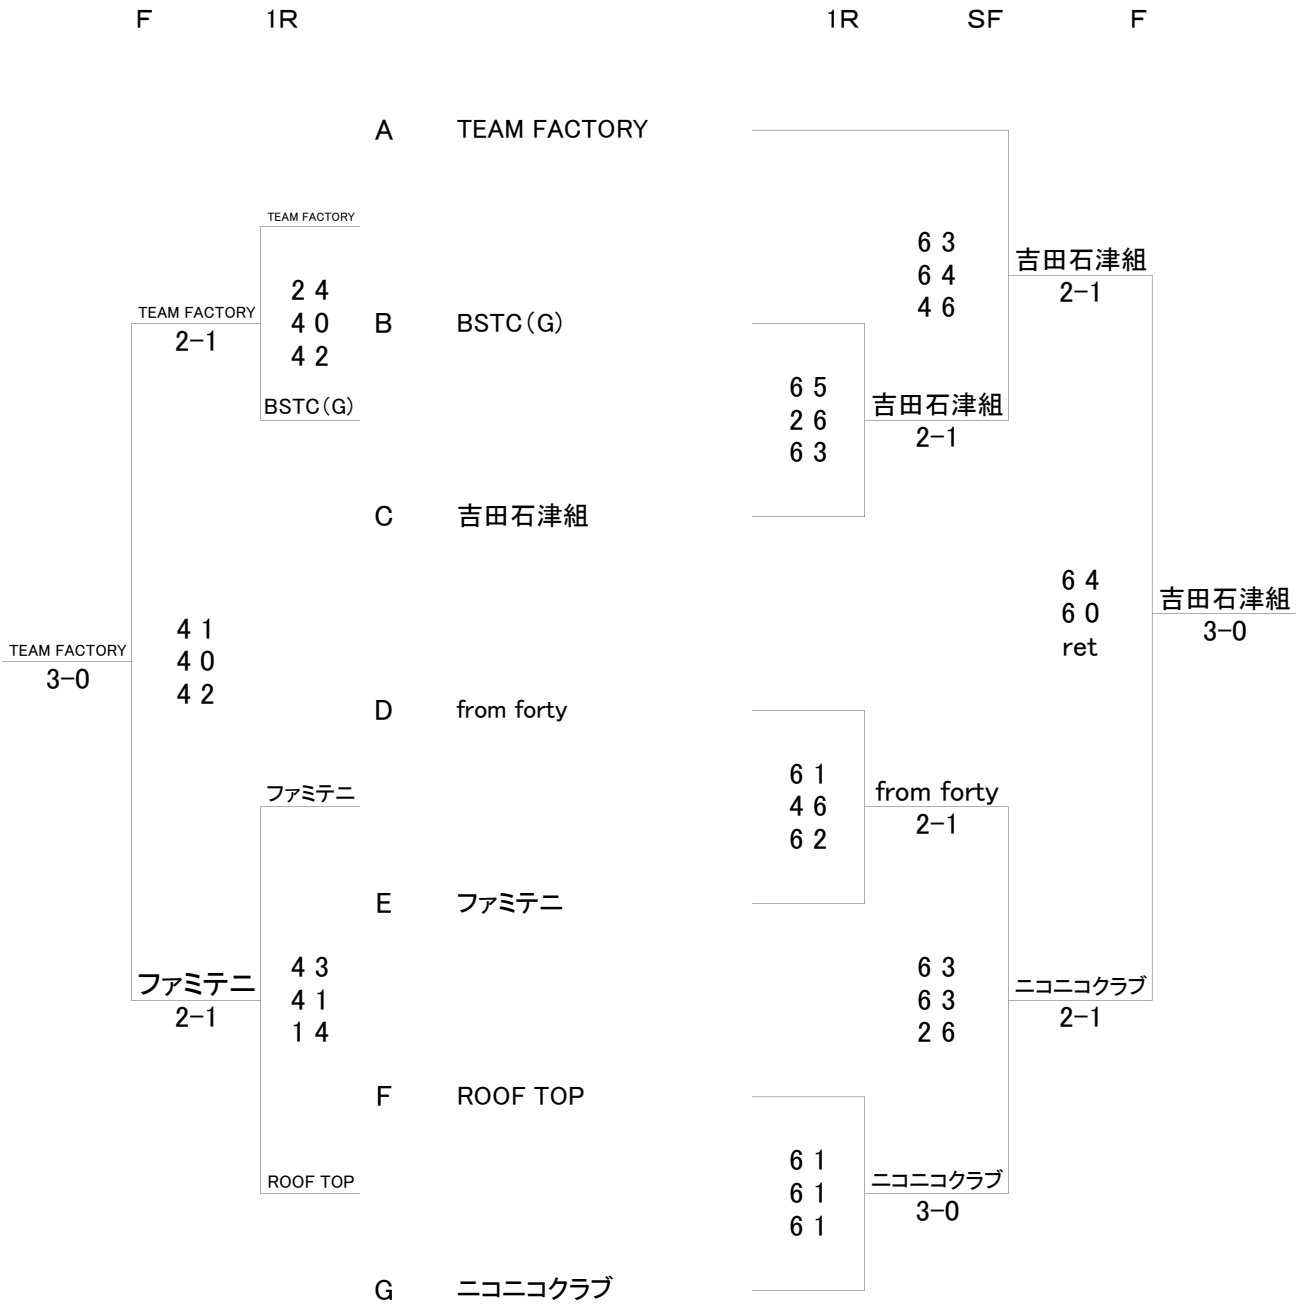 F 1R 1R SF F
A TEAM FACTORY
TEAM FACTORY
6 3
吉田石津組
6 4
2 4
2-1
4 6
TEAM FACTORY
4 0
B BSTC(G)
2-1
4 2
6 5
BSTC(G)
2 6
吉田石津組
2-1
6 3
C 吉田石津組
6 4
吉田石津組
6 0
3-0
ret
4 1
TEAM FACTORY
4 0
3-0
4 2
D from forty
6 1
ファミテニ
4 6
from forty
2-1
6 2
E ファミテニ
4 3
6 3
ファミテニ
4 1
6 3
ニコニコクラブ
2-1
1 4
2 6
2-1
F ROOF TOP
6 1
ROOF TOP
6 1
ニコニコクラブ
3-0
6 1
G ニコニコクラブ